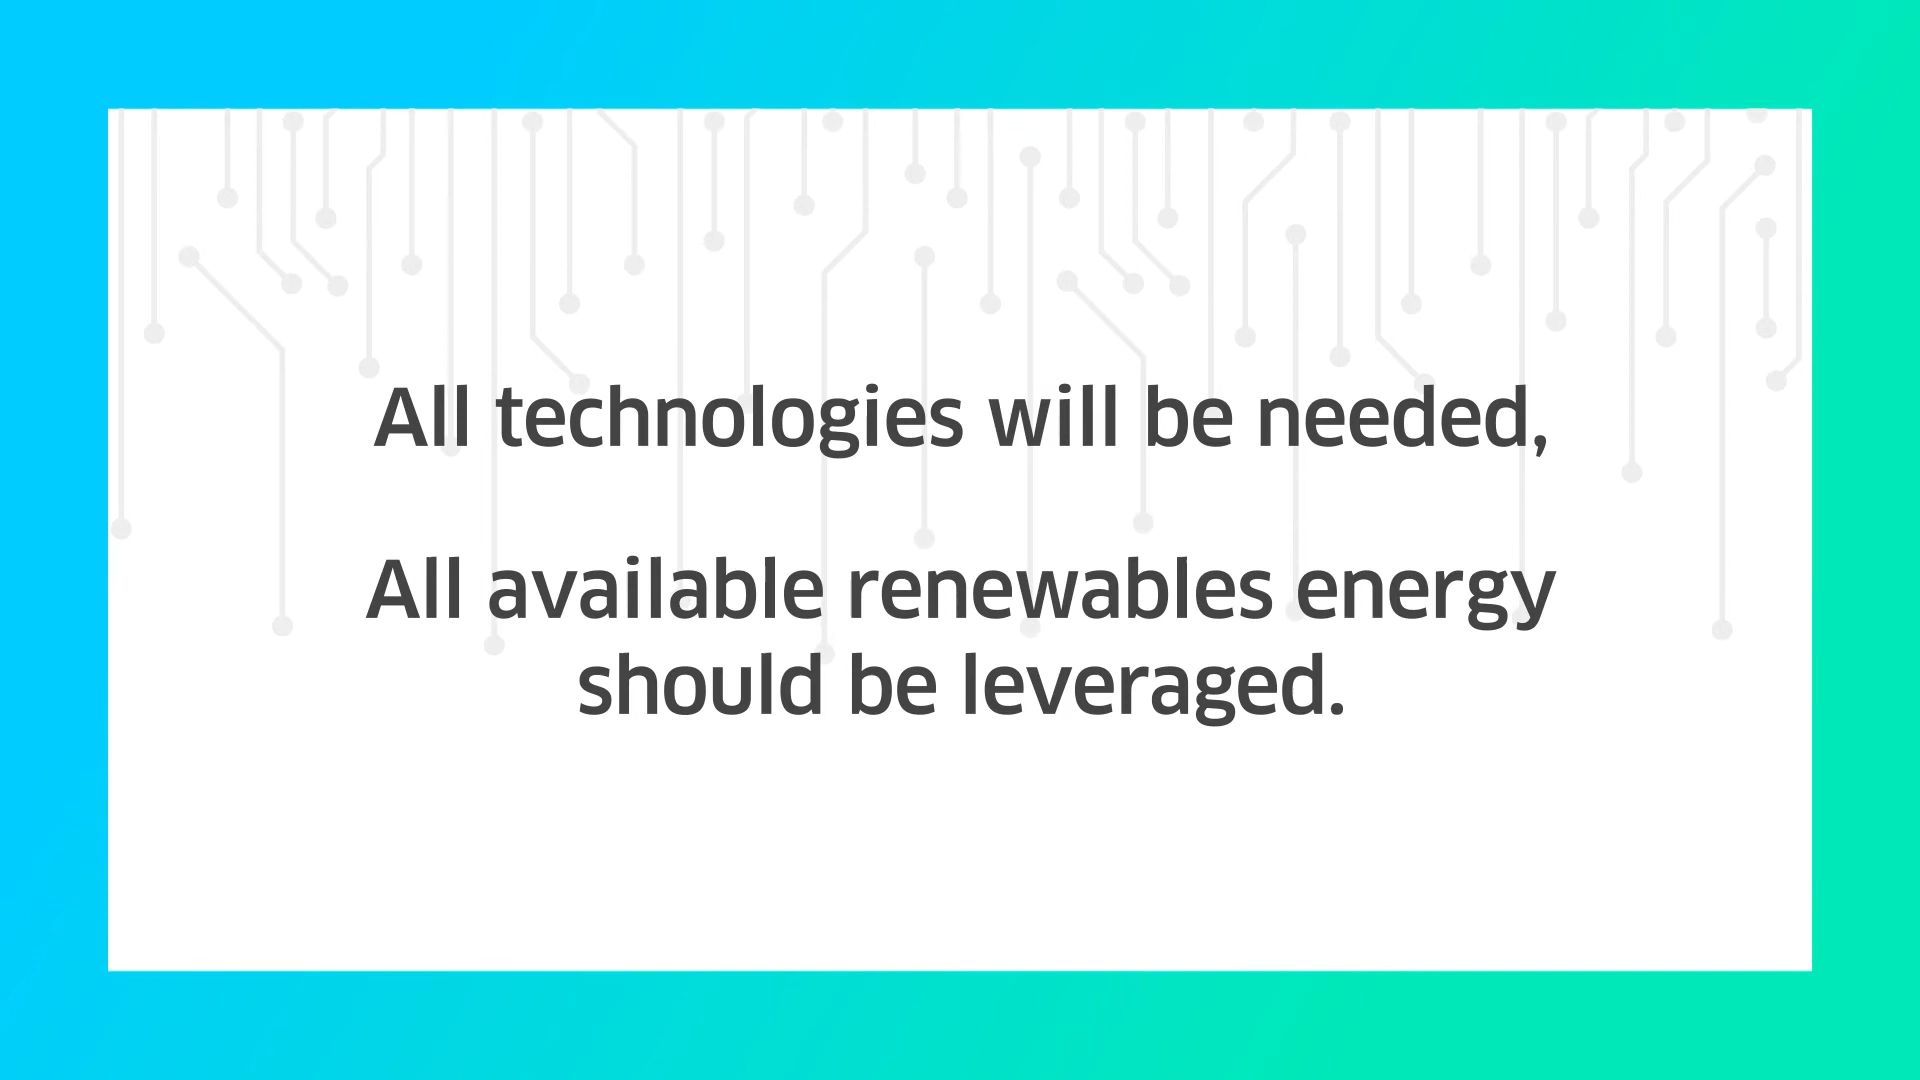 All technologies will be needed,
All available renewables energy
should be leveraged.